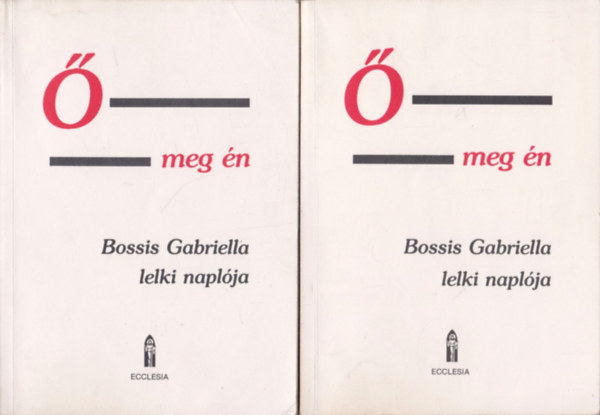 Ő
meg én
Bossis Gabriella
lelki naplója
ECCLESIA
Ő
meg én
Bossis Gabriella
lelki naplója
ECCLESIA